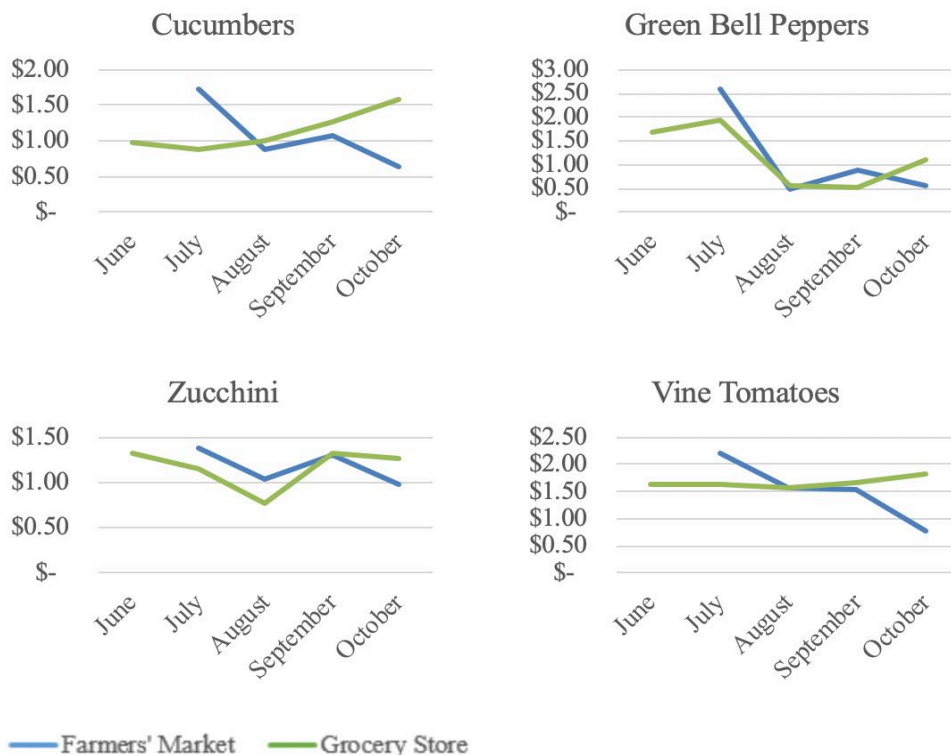 Cucumbers
$2.00
$1.50
$1.00
$0.50
$-
June
July
August
September
October
Green Bell Peppers
$3.00
$2.50
$2.00
$1.50
$1.00
$0.50
$-
June
July
August
September
October
Zucchini
$1.50
$1.00
$0.50
$-
June
July
August
September
October
Vine Tomatoes
$2.50
$2.00
$1.50
$1.00
$0.50
$-
June
July
August
September
October
Farmers' Market
Grocery Store